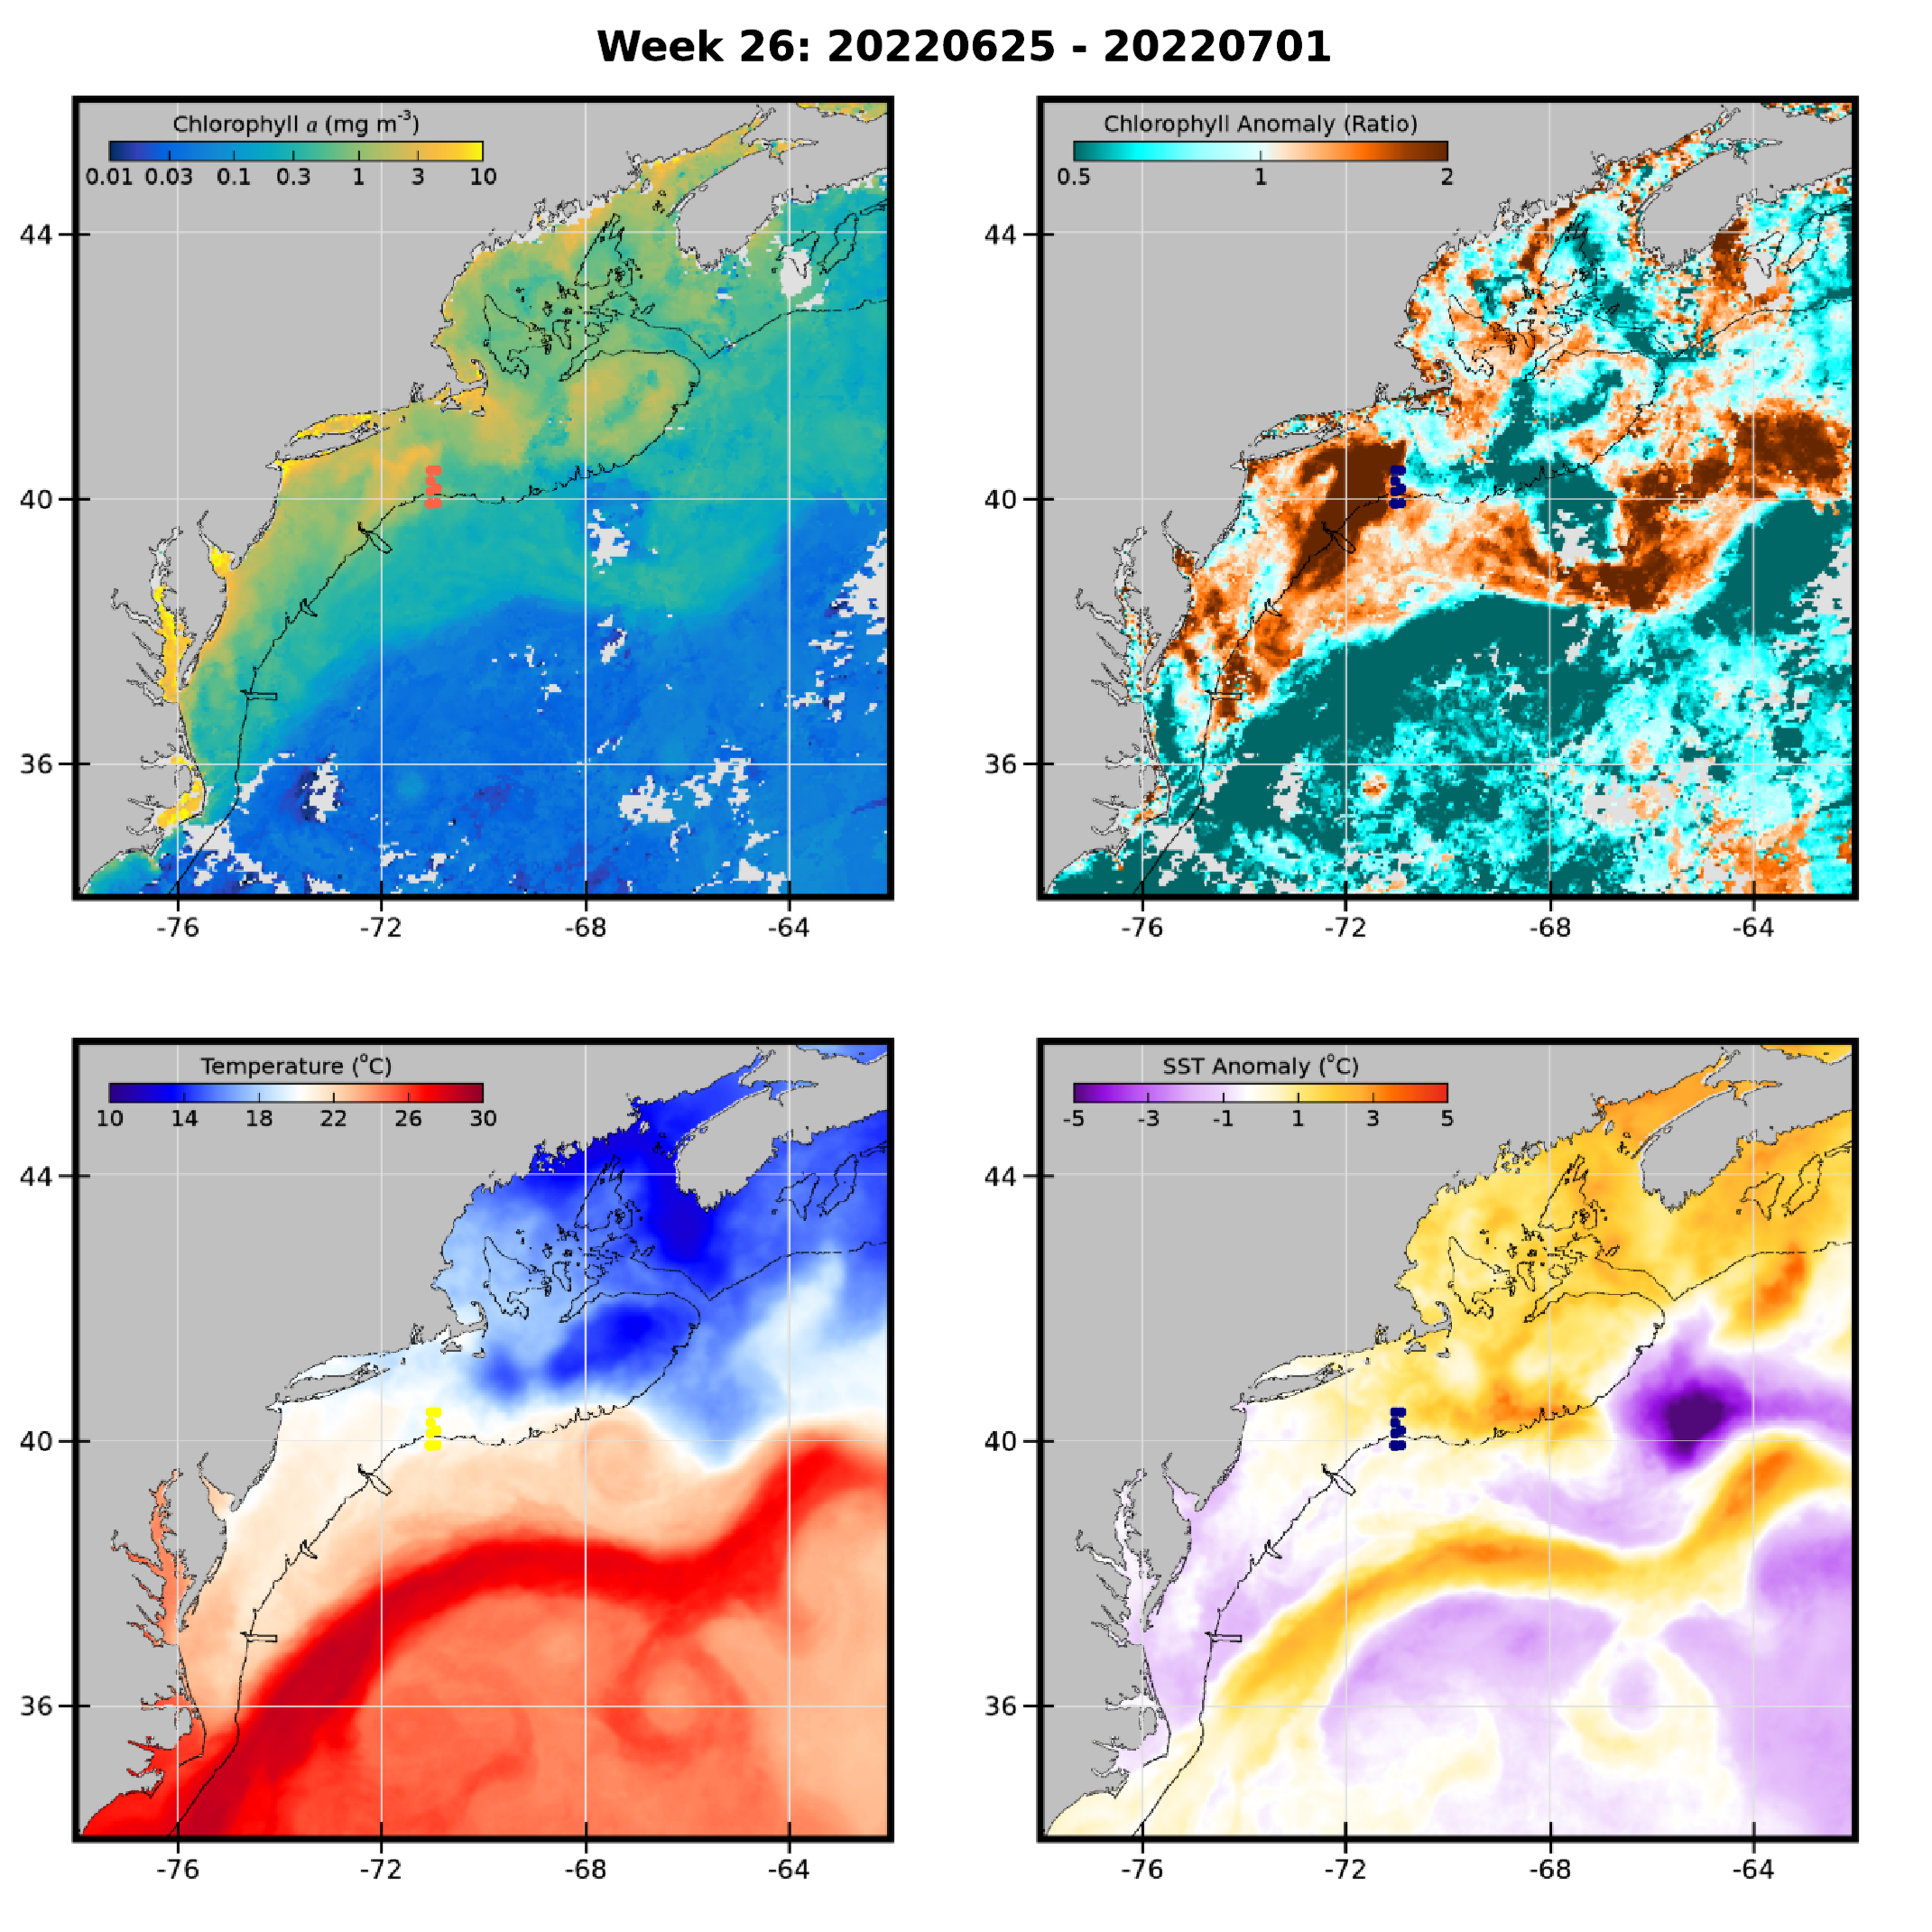 Week 26: 20220625 - 20220701
Chlorophyll a (mg m-3)
0.01 0.03 0.1 0.3 1 3 10
44
40
36
-76 -72 -68 -64
Chlorophyll Anomaly (Ratio)
0.5 1 2
44
40
36
-76 -72 -68 -64
Temperature (oC)
10 14 18 22 26 30
44
40
36
-76 -72 -68 -64
SST Anomaly (oC)
-5 -3 -1 1 3 5
44
40
36
-76 -72 -68 -64